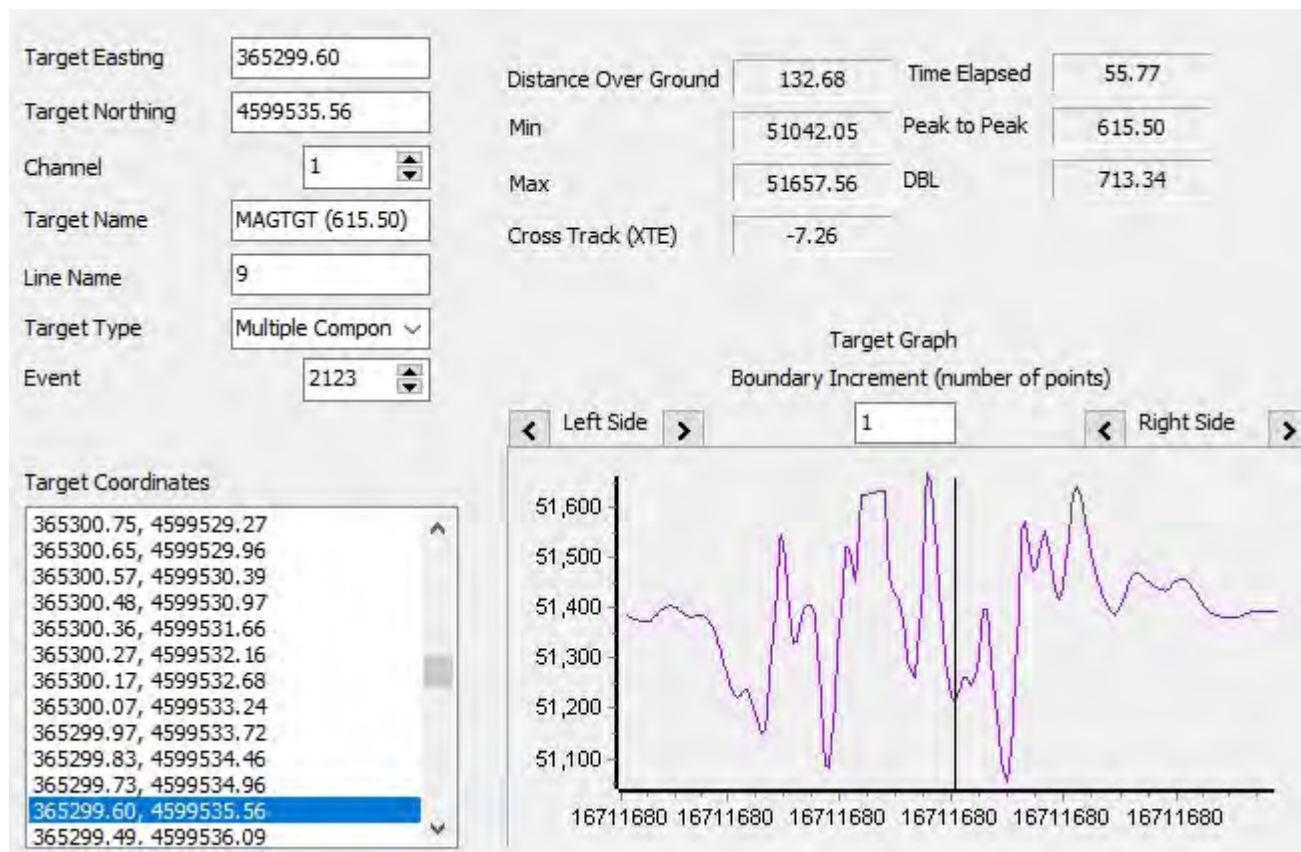 Target Easting 365299.60
Target Northing 4599535.56
Channel 1
Target Name MAGTGT (615.50)
Line Name 9
Target Type Multiple Compon
Event 2123
Distance Over Ground 132.68 Time Elapsed 55.77
Min 51042.05 Peak to Peak 615.50
Max 51657.56 DBL 713.34
Cross Track (XTE) -7.26
Target Graph
Boundary Increment (number of points)
< Left Side > 1 < Right Side >
Target Coordinates
365300.75, 4599529.27
365300.65, 4599529.96
365300.57, 4599530.39
365300.48, 4599530.97
365300.36, 4599531.66
365300.27, 4599532.16
365300.17, 4599532.68
365300.07, 4599533.24
365299.97, 4599533.72
365299.83, 4599534.46
365299.73, 4599534.96
365299.60, 4599535.56
365299.49, 4599536.09
51,600
51,500
51,400
51,300
51,200
51,100
16711680 16711680 16711680 16711680 16711680 16711680